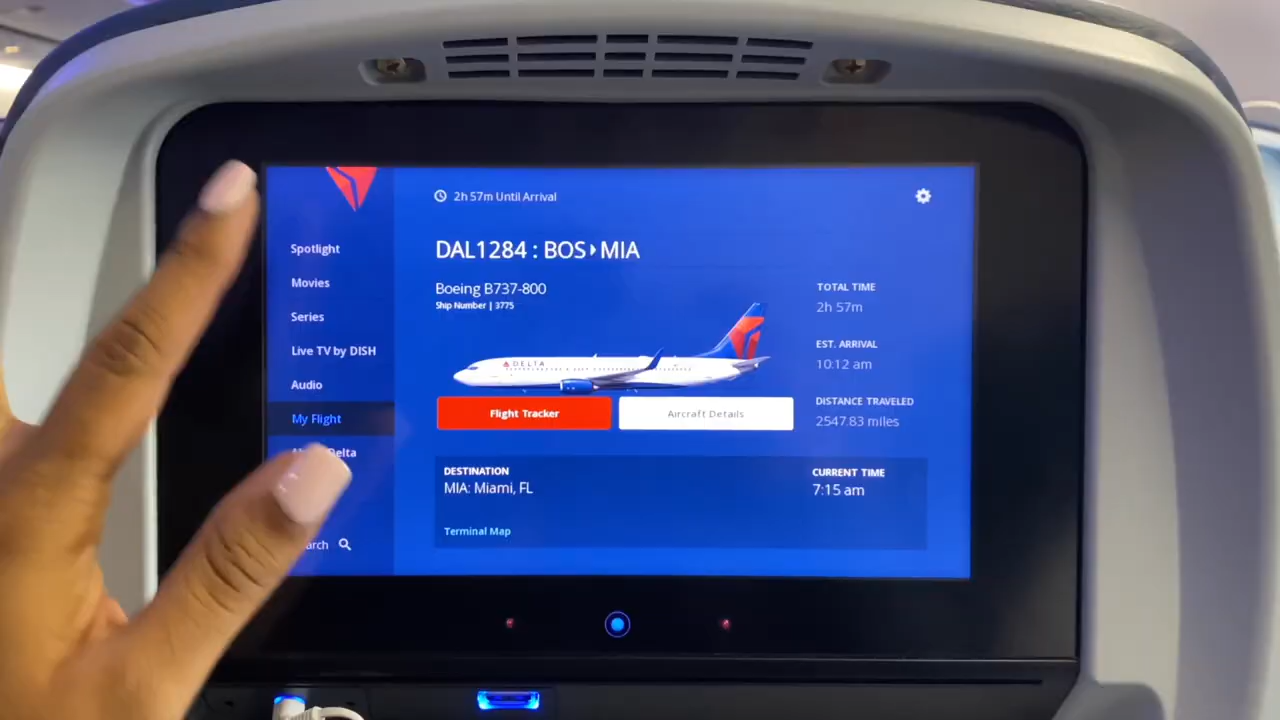 2h 57m Until Arrival
Spotlight
Movies
Series
Live TV by DISH
Audio
My Flight
Delta
DAL1284 : BOS MIA
Boeing B737-800
Ship Number | 3775
DELTA
Flight Tracker
Aircraft Details
TOTAL TIME
2h 57m
EST. ARRIVAL
10:12 am
DISTANCE TRAVELED
2547.83 miles
DESTINATION
MIA: Miami, FL
CURRENT TIME
7:15 am
Terminal Map